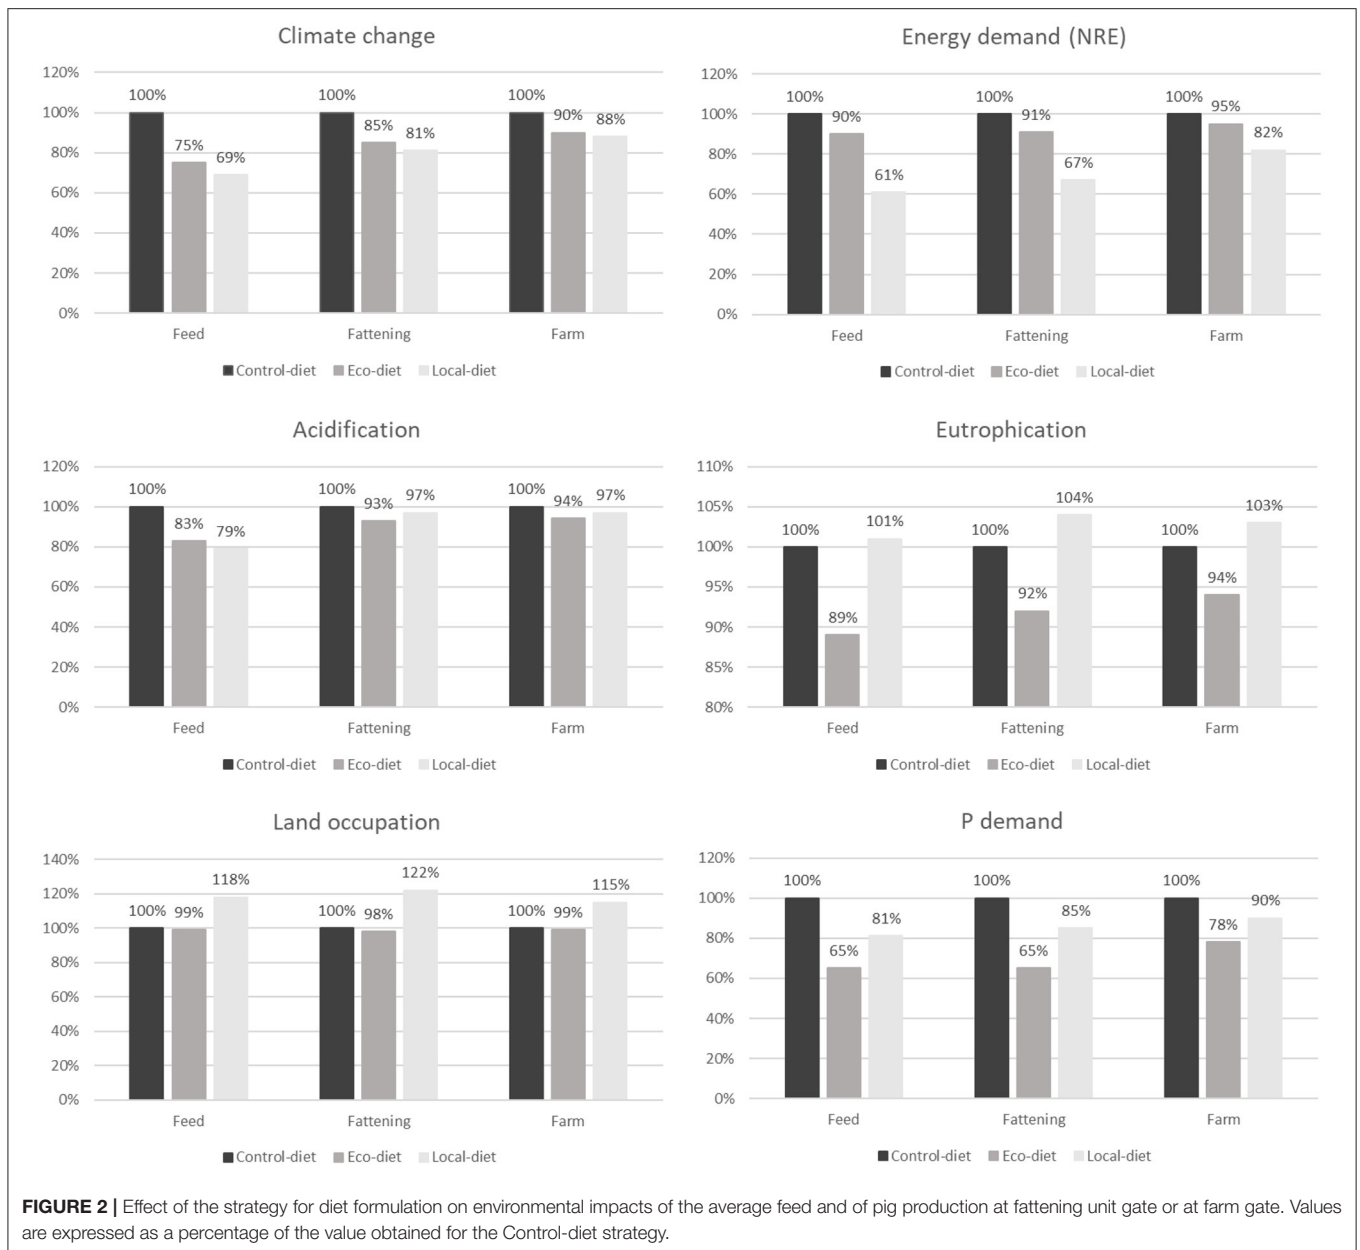 Climate change
120%
100%
80%
60%
40%
20%
0%
100% 75% 69%
100% 85% 81%
100% 90% 88%
Feed Fattening Farm
Control-diet Eco-diet Local-diet
Energy demand (NRE)
120%
100%
80%
60%
40%
20%
0%
100% 90% 61%
100% 91% 67%
100% 95% 82%
Feed Fattening Farm
Control-diet Eco-diet Local-diet
Acidification
120%
100%
80%
60%
40%
20%
0%
100% 83% 79%
100% 93% 97%
100% 94% 97%
Feed Fattening Farm
Control-diet Eco-diet Local-diet
Eutrophication
110%
105%
100%
95%
90%
85%
80%
100% 89% 101%
100% 92% 104%
100% 94% 103%
Feed Fattening Farm
Control-diet Eco-diet Local-diet
Land occupation
140%
120%
100%
80%
60%
40%
20%
0%
100% 99% 118%
100% 98% 122%
100% 99% 115%
Feed Fattening Farm
Control-diet Eco-diet Local-diet
P demand
120%
100%
80%
60%
40%
20%
0%
100% 65% 81%
100% 65% 85%
100% 78% 90%
Feed Fattening Farm
Control-diet Eco-diet Local-diet
FIGURE 2 | Effect of the strategy for diet formulation on environmental impacts of the average feed and of pig production at fattening unit gate or at farm gate. Values
are expressed as a percentage of the value obtained for the Control-diet strategy.